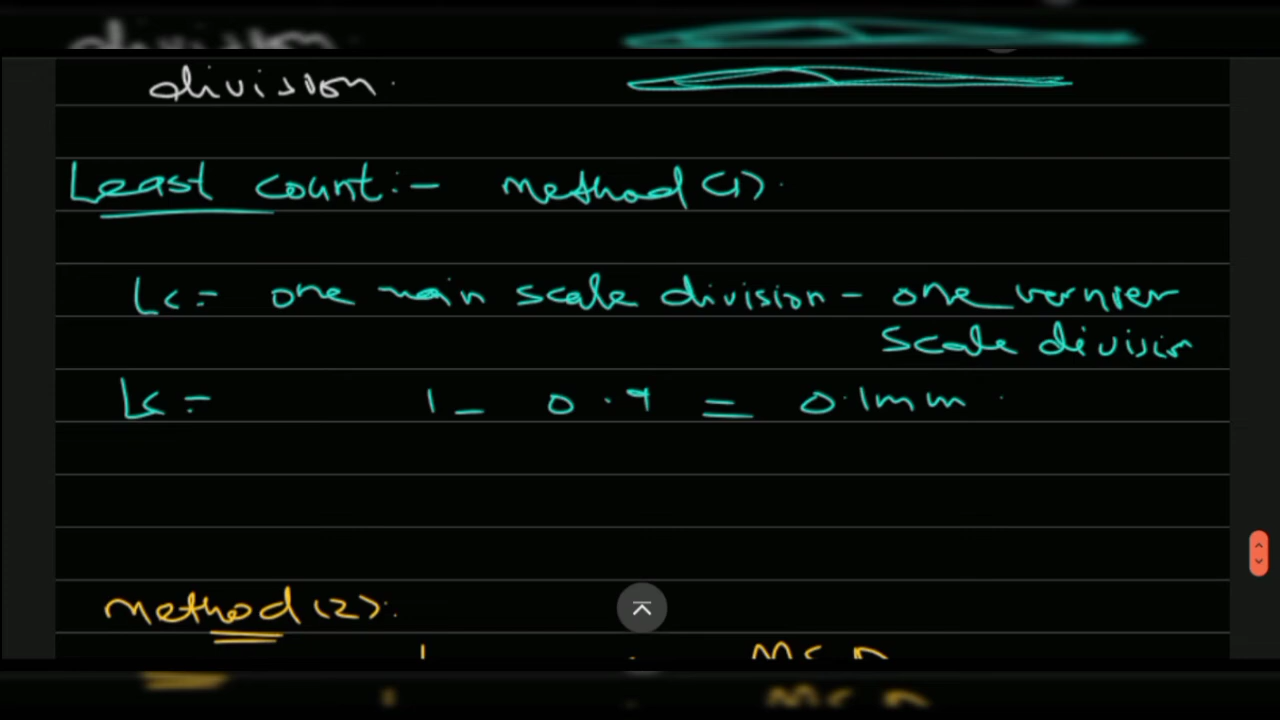 division.
Least count:- method (1).
Lc = one main scale division - one vernier
scale division
Lc = 1 - 0.9 = 0.1mm.
method (2):